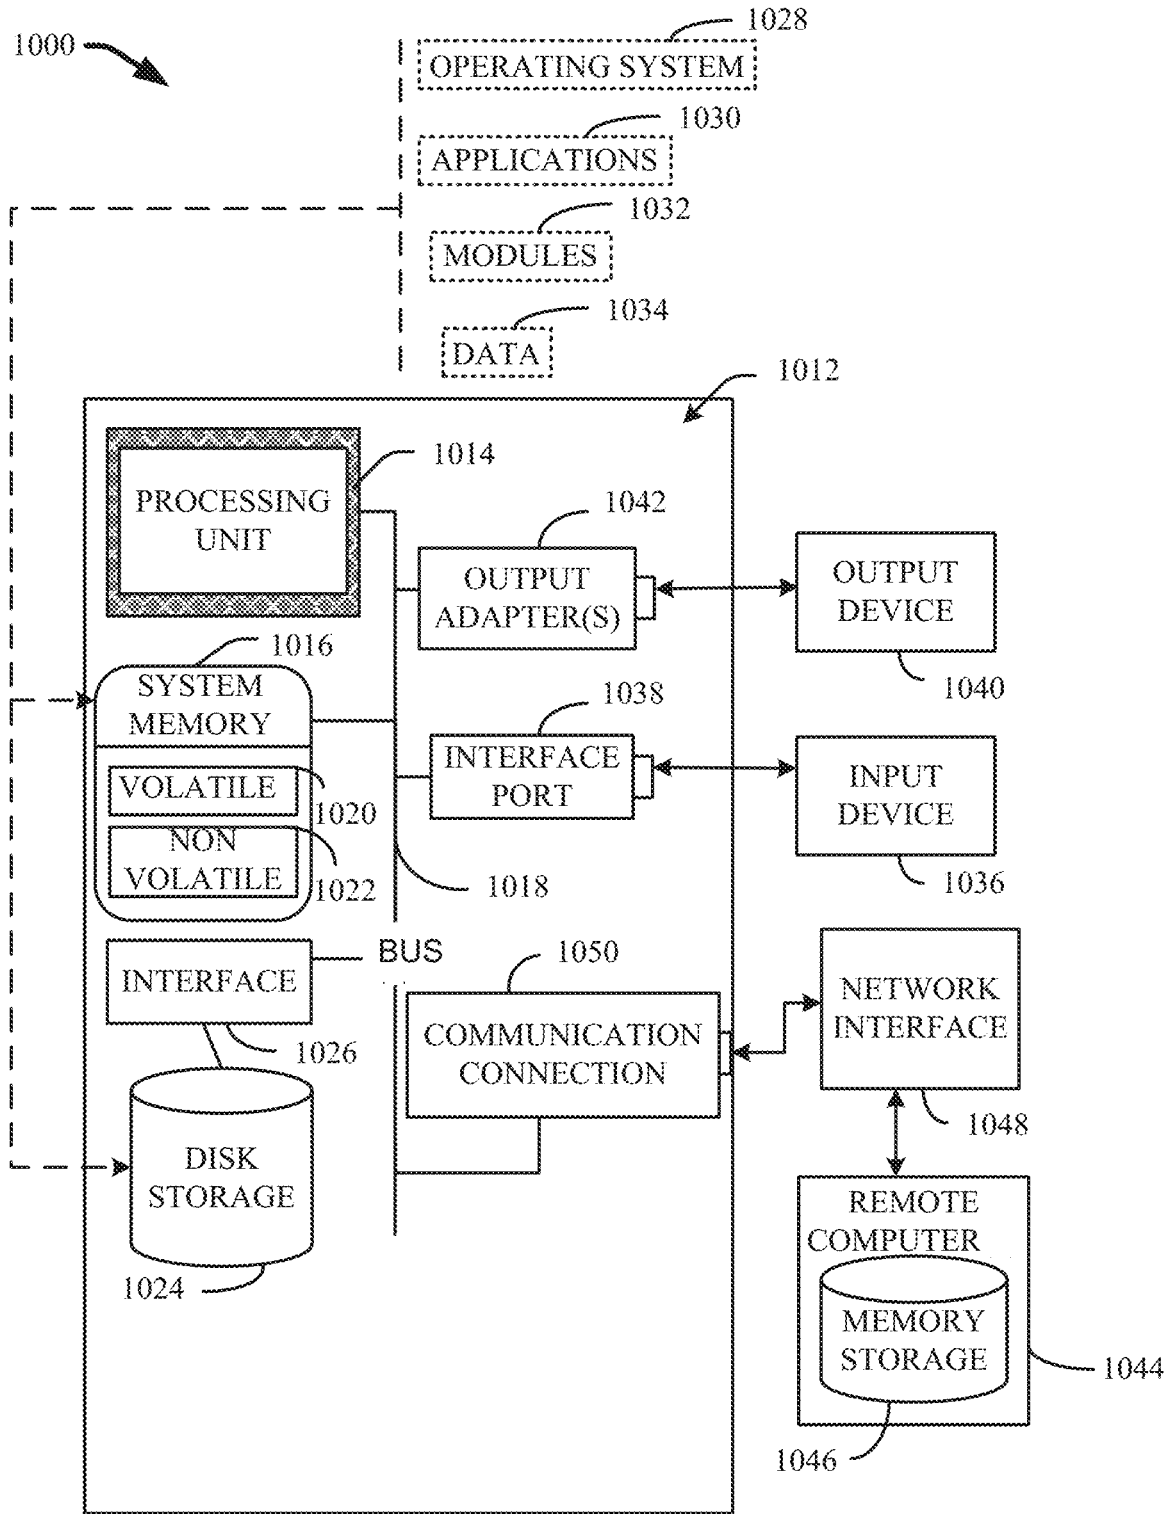 1028
1000
OPERATING SYSTEM
1030
APPLICATIONS
1032
MODULES
1034
DATA
1012
1014
PROCESSING
UNIT
1042
OUTPUT
ADAPTER(S)
OUTPUT
DEVICE
1040
1016
SYSTEM
MEMORY
VOLATILE
1020
NON
VOLATILE
1022
1038
INTERFACE
PORT
INPUT
DEVICE
1036
1018
BUS
INTERFACE
1026
1050
COMMUNICATION
CONNECTION
NETWORK
INTERFACE
1048
DISK
STORAGE
1024
REMOTE
COMPUTER
MEMORY
STORAGE
1044
1046